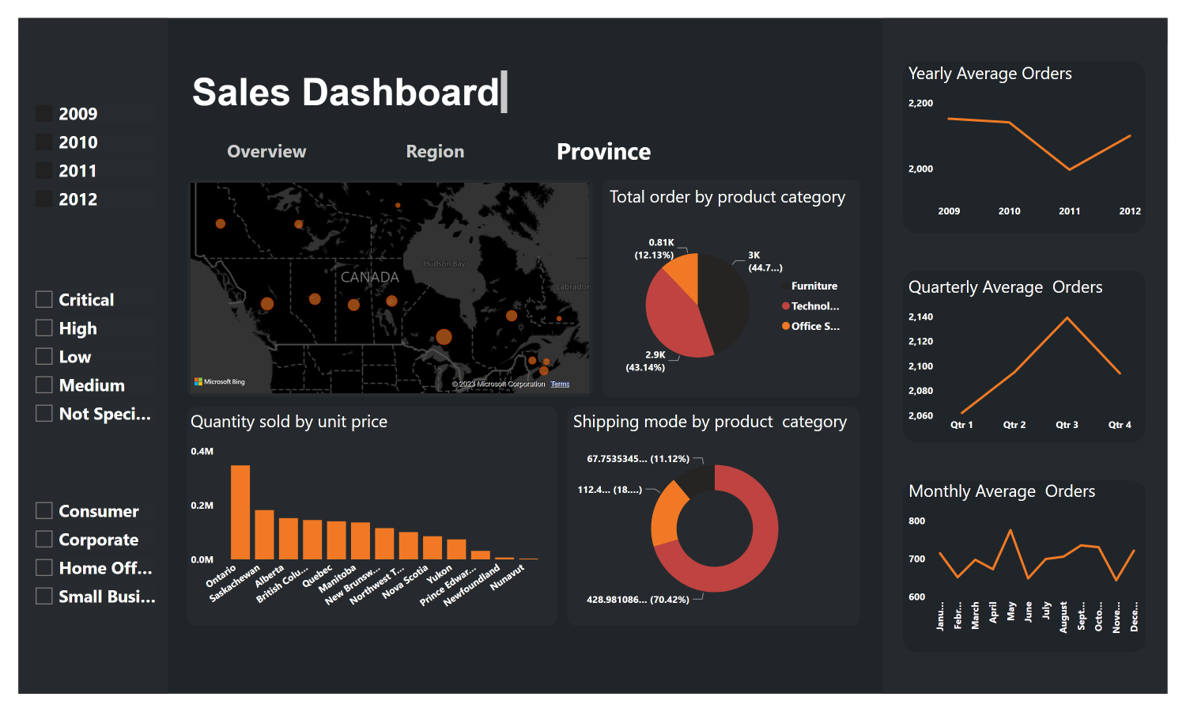 Sales Dashboard
Overview
Region
Province
2009
2010
2011
2012
Critical
High
Low
Medium
Not Speci...
Consumer
Corporate
Home Off...
Small Busi...
CANADA
Hudson Bay
Labrador
Microsoft Bing
© 2023 Microsoft Corporation Terms
Total order by product category
0.81K
(12.13%)
3K
(44.7...)
2.9K
(43.14%)
Furniture
Technol...
Office S...
Quantity sold by unit price
0.4M
0.2M
0.0M
Ontario
Saskachewan
Alberta
British Colu...
Quebec
Manitoba
New Brunsw...
Northwest T...
Nova Scotia
Yukon
Prince Edwar...
Newfoundland
Nunavut
Shipping mode by product category
67.7535345... (11.12%)
112.4... (18....)
428.981086... (70.42%)
Yearly Average Orders
2,200
2,000
2009
2010
2011
2012
Quarterly Average Orders
2,140
2,120
2,100
2,080
2,060
Qtr 1
Qtr 2
Qtr 3
Qtr 4
Monthly Average Orders
800
700
600
Janu...
Febr...
March
April
May
June
July
August
Sept...
Octo...
Nove...
Dece...